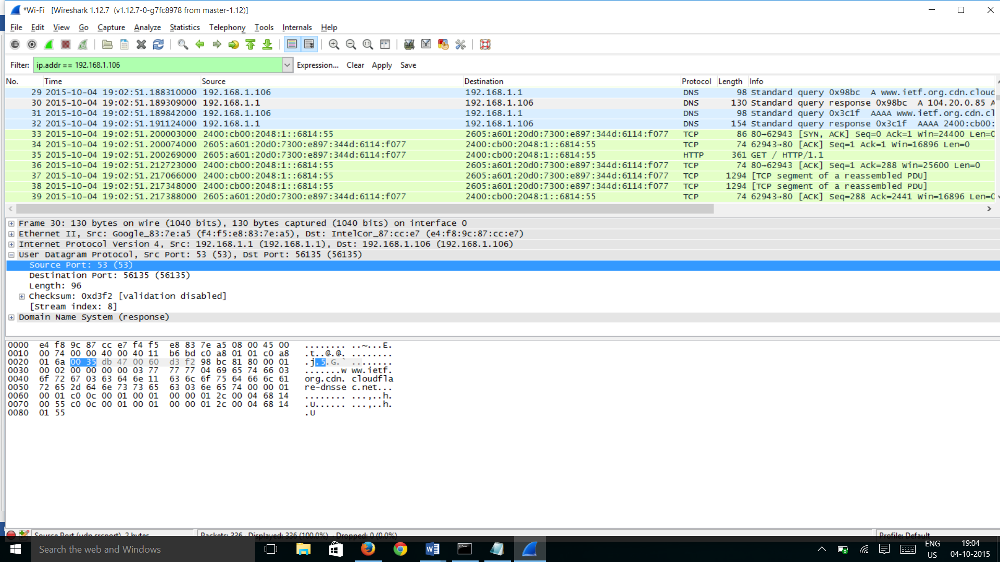 *Wi-Fi   [Wireshark 1.12.7  (v1.12.7-0-g7fc8978 from master-1.12)]
File Edit View Go Capture Analyze Statistics Telephony Tools Internals Help
Filter: ip.addr == 192.168.1.106 Expression... Clear Apply Save
No. Time Source Destination Protocol Length Info
29 2015-10-04 19:02:51.188310000 192.168.1.106 192.168.1.1 DNS 98 Standard query 0x98bc  A www.ietf.org.cdn.cloud
30 2015-10-04 19:02:51.189309000 192.168.1.1 192.168.1.106 DNS 130 Standard query response 0x98bc  A 104.20.0.85 A
31 2015-10-04 19:02:51.189842000 192.168.1.106 192.168.1.1 DNS 98 Standard query 0x3c1f  AAAA www.ietf.org.cdn.cl
32 2015-10-04 19:02:51.191124000 192.168.1.1 192.168.1.106 DNS 154 Standard query response 0x3c1f  AAAA 2400:cb00:
33 2015-10-04 19:02:51.200003000 2400:cb00:2048:1::6814:55 2605:a601:20d0:7300:e897:344d:6114:f077 TCP 86 80→62943 [SYN, ACK] Seq=0 Ack=1 Win=24400 Len=0
34 2015-10-04 19:02:51.200074000 2605:a601:20d0:7300:e897:344d:6114:f077 2400:cb00:2048:1::6814:55 TCP 74 62943→80 [ACK] Seq=1 Ack=1 Win=16896 Len=0
35 2015-10-04 19:02:51.200269000 2605:a601:20d0:7300:e897:344d:6114:f077 2400:cb00:2048:1::6814:55 HTTP 361 GET / HTTP/1.1
36 2015-10-04 19:02:51.212723000 2400:cb00:2048:1::6814:55 2605:a601:20d0:7300:e897:344d:6114:f077 TCP 74 80→62943 [ACK] Seq=1 Ack=288 Win=25600 Len=0
37 2015-10-04 19:02:51.217066000 2400:cb00:2048:1::6814:55 2605:a601:20d0:7300:e897:344d:6114:f077 TCP 1294 [TCP segment of a reassembled PDU]
38 2015-10-04 19:02:51.217348000 2400:cb00:2048:1::6814:55 2605:a601:20d0:7300:e897:344d:6114:f077 TCP 1294 [TCP segment of a reassembled PDU]
39 2015-10-04 19:02:51.217388000 2605:a601:20d0:7300:e897:344d:6114:f077 2400:cb00:2048:1::6814:55 TCP 74 62943→80 [ACK] Seq=288 Ack=2441 Win=16896 Len=0
Frame 30: 130 bytes on wire (1040 bits), 130 bytes captured (1040 bits) on interface 0
Ethernet II, Src: Google_83:7e:a5 (f4:f5:e8:83:7e:a5), Dst: IntelCor_87:cc:e7 (e4:f8:9c:87:cc:e7)
Internet Protocol Version 4, Src: 192.168.1.1 (192.168.1.1), Dst: 192.168.1.106 (192.168.1.106)
User Datagram Protocol, Src Port: 53 (53), Dst Port: 56135 (56135)
Source Port: 53 (53)
Destination Port: 56135 (56135)
Length: 96
Checksum: 0xd3f2 [validation disabled]
[Stream index: 8]
Domain Name System (response)
0000  e4 f8 9c 87 cc e7 f4 f5  e8 83 7e a5 08 00 45 00   ........ ..~...E.
0010  00 74 00 00 40 00 40 11  b6 bd c0 a8 01 01 c0 a8   .t..@.@. ........
0020  01 6a 00 35 db 47 00 60  d3 f2 98 bc 81 80 00 01   .j.5.G.` ........
0030  00 02 00 00 00 00 03 77  77 77 04 69 65 74 66 03   .......w ww.ietf.
0040  6f 72 67 03 63 64 6e 11  63 6c 6f 75 64 66 6c 61   org.cdn. cloudfla
0050  72 65 2d 64 6e 73 73 65  63 03 6e 65 74 00 00 01   re-dnsse c.net...
0060  00 01 c0 0c 00 01 00 01  00 00 01 2c 00 04 68 14   ........ ...,..h.
0070  00 55 c0 0c 00 01 00 01  00 00 01 2c 00 04 68 14   .U...... ...,..h.
0080  01 55   .U
Source Port (udp.srcport), 2 bytes Packets: 336 · Displayed: 336 (100.0%) · Dropped: 0 (0.0%) Profile: Default
Search the web and Windows
ENG 19:04
US 04-10-2015